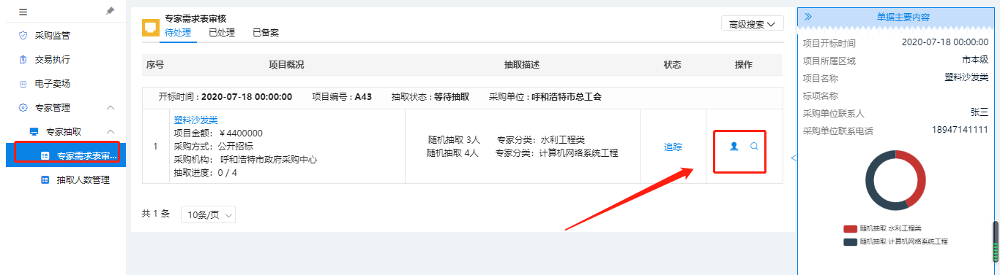 采购监管
交易执行
电子卖场
专家管理
专家抽取
专家需求表审...
抽取人数管理
专家需求表审核
待处理 已处理 已备案
高级搜索
序号 项目概况 抽取描述 状态 操作
开标时间 : 2020-07-18 00:00:00 项目编号 : A43 抽取状态 : 等待抽取 采购单位 : 呼和浩特市总工会
1
塑料沙发类
项目金额: ￥4400000
采购方式: 公开招标
采购机构: 呼和浩特市政府采购中心
抽取进度: 0 / 4
随机抽取 3人 专家分类: 水利工程类
随机抽取 4人 专家分类: 计算机网络系统工程
追踪
共 1 条 10条/页
单据主要内容
项目开标时间 2020-07-18 00:00:00
项目所属区域 市本级
项目名称 塑料沙发类
标项名称
采购单位联系人 张三
采购单位联系电话 18947141111
随机抽取 水利工程类
随机抽取 计算机网络系统工程